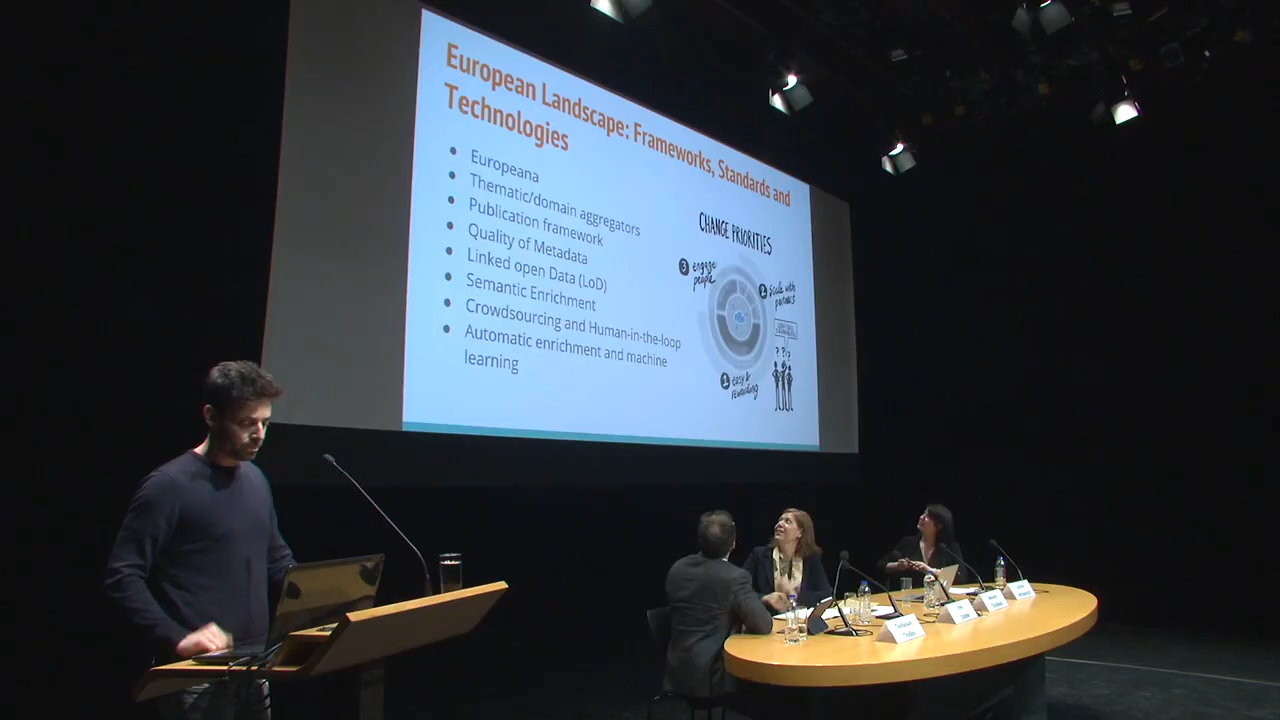 European Landscape: Frameworks, Standards and
Technologies
Europeana
Thematic/domain aggregators
Publication framework
Quality of Metadata
Linked open Data (LoD)
Semantic Enrichment
Crowdsourcing and Human-in-the-loop
Automatic enrichment and machine
learning
CHANGE PRIORITIES
3 engage
people
2 scale with
partners
? ? ?
1 easy &
rewarding